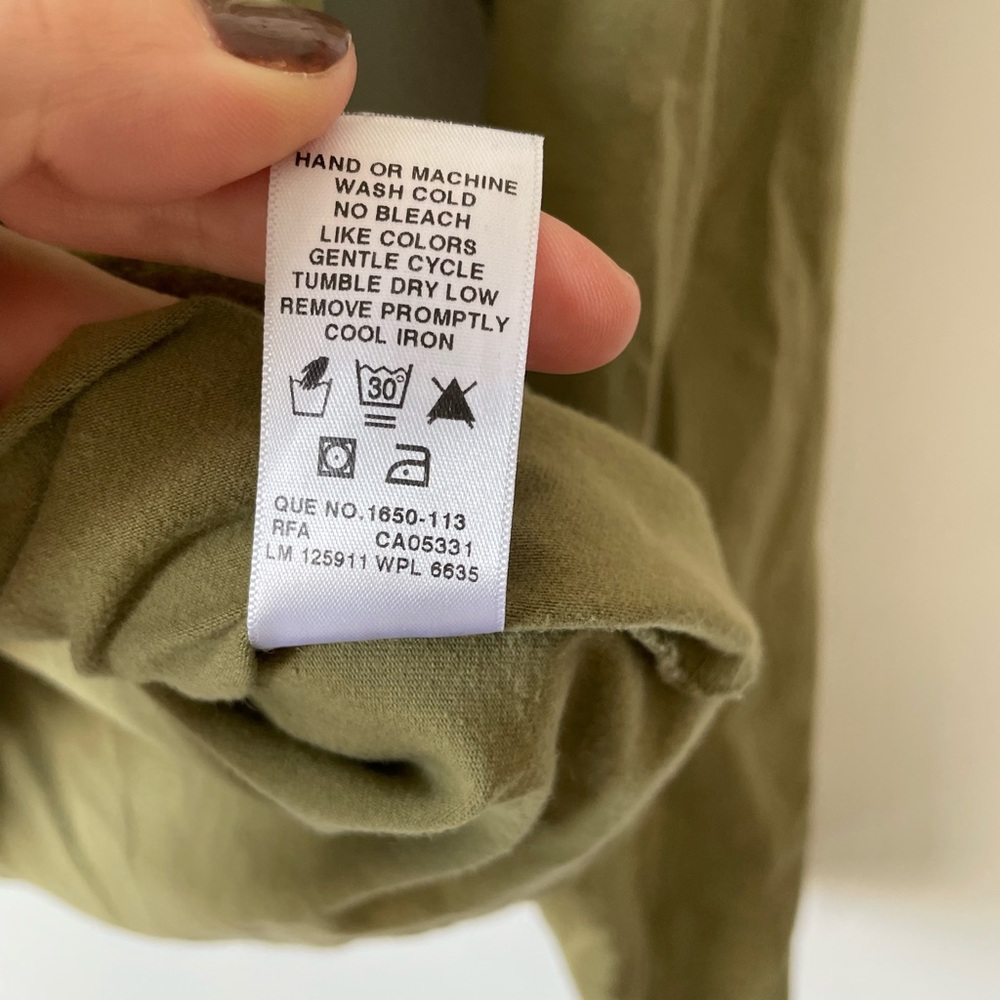 HAND OR MACHINE
WASH COLD
NO BLEACH
LIKE COLORS
GENTLE CYCLE
TUMBLE DRY LOW
REMOVE PROMPTLY
COOL IRON
30°
QUE NO.1650-113
RFA CA05331
LM 125911 WPL 6635